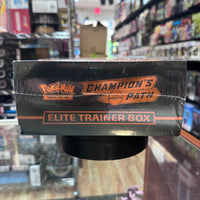 Pokémon CHAMPION'S
PATH
ELITE TRAINER BOX